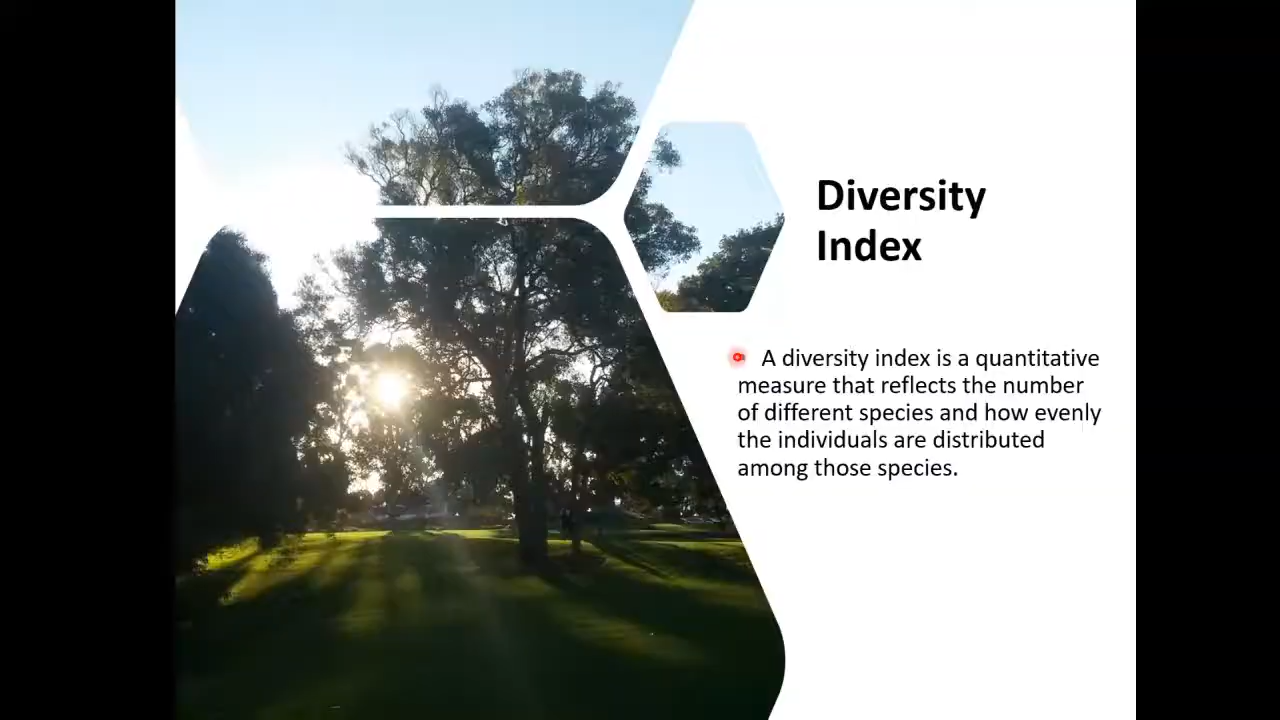 Diversity
Index
A diversity index is a quantitative
measure that reflects the number
of different species and how evenly
the individuals are distributed
among those species.